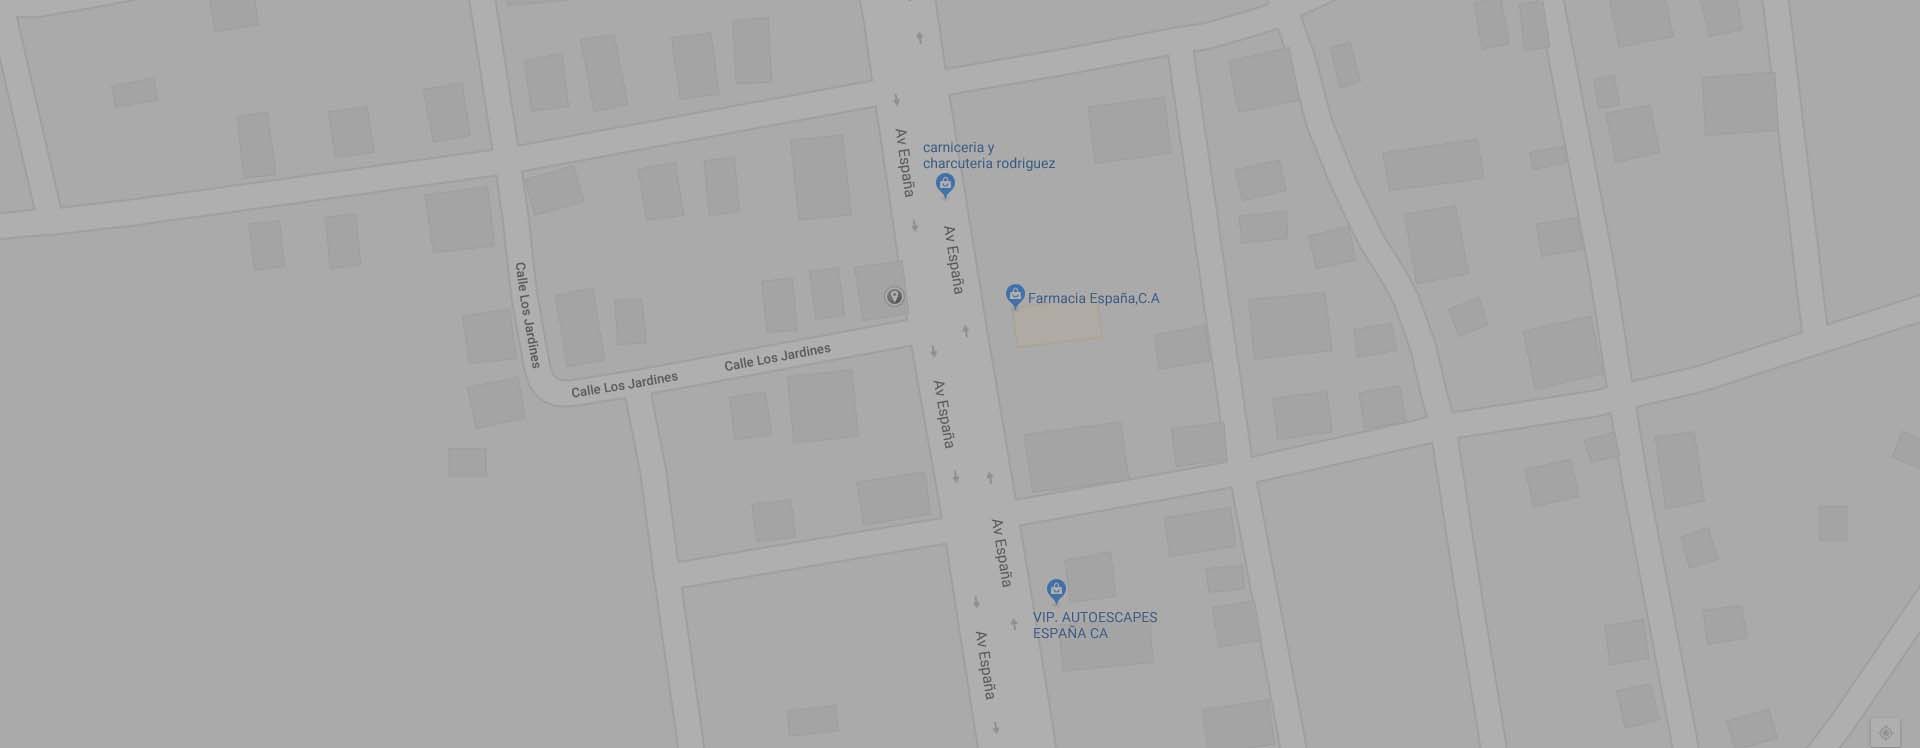 Av España
carniceria y
charcuteria rodriguez
Av España
Calle Los Jardines
Farmacia España,C.A
Calle Los Jardines
Calle Los Jardines
Av España
Av España
VIP. AUTOESCAPES
ESPAÑA CA
Av España